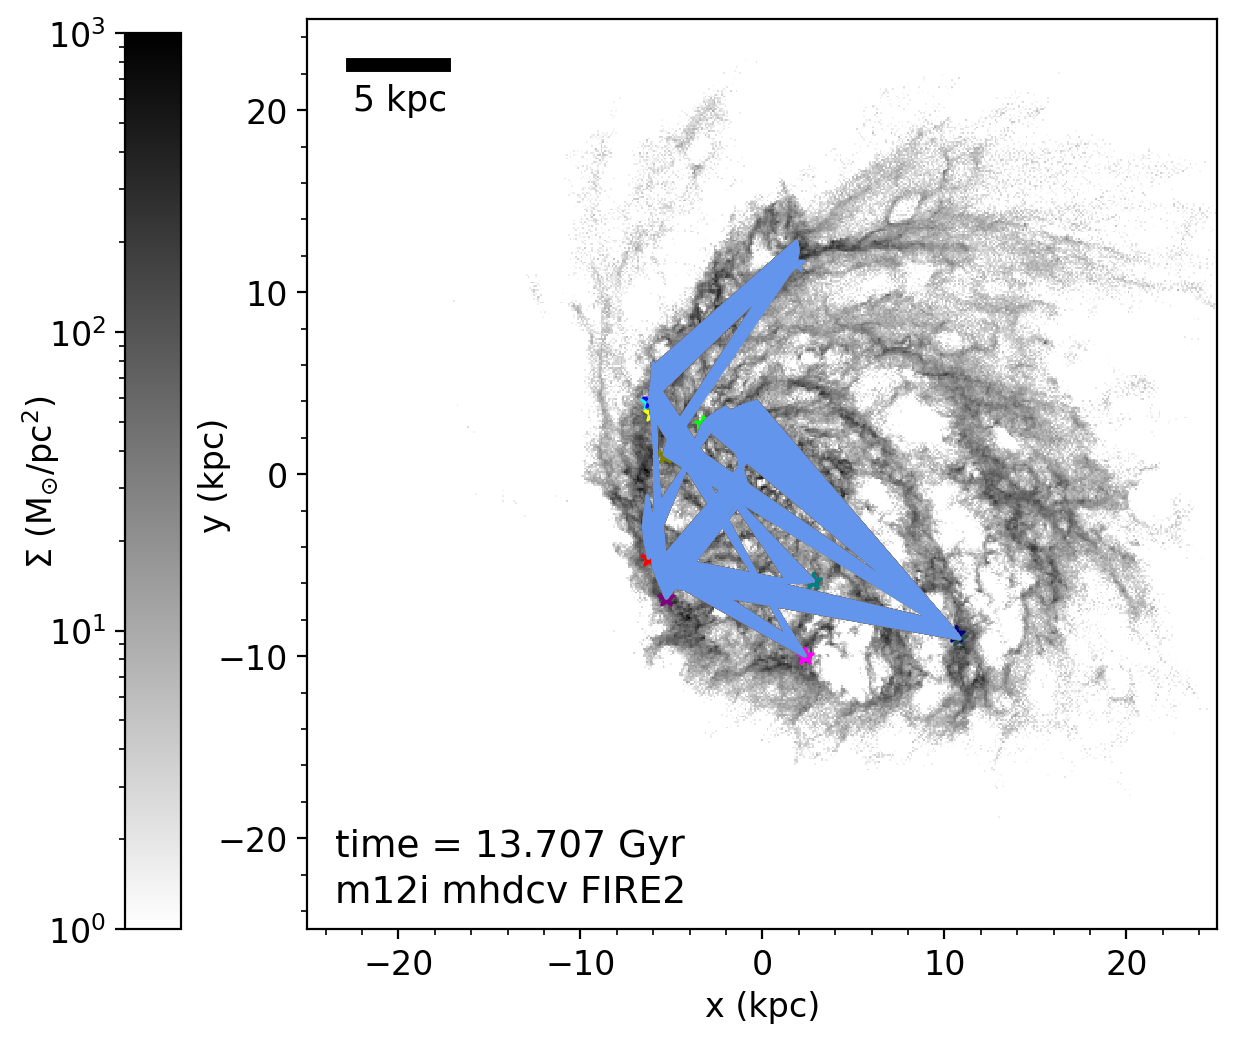 10³
10²
10¹
10⁰
Σ (M☉/pc²)
20
10
0
−10
−20
y (kpc)
5 kpc
time = 13.707 Gyr
m12i mhdcv FIRE2
−20 −10 0 10 20
x (kpc)